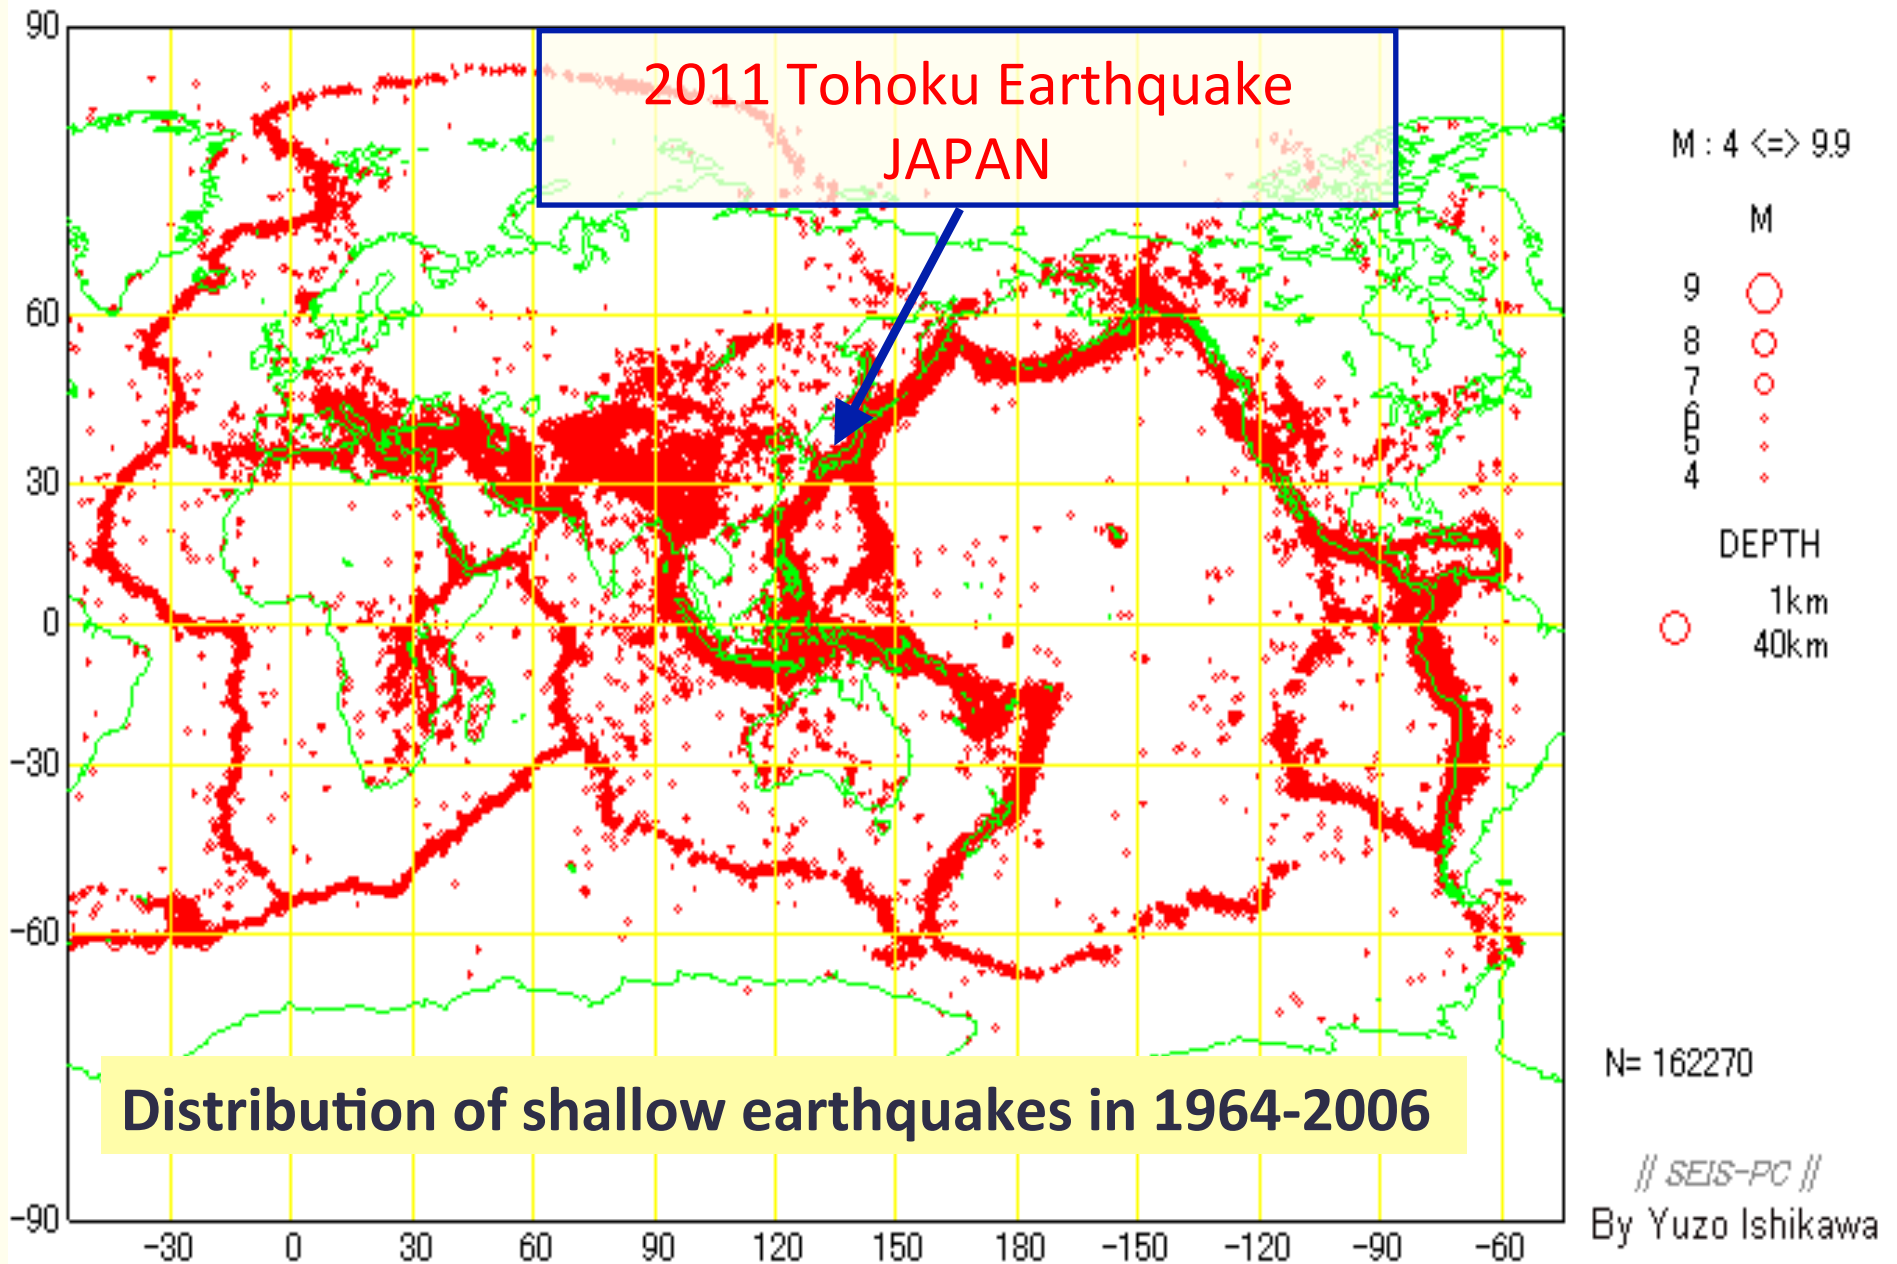 2011 Tohoku Earthquake
JAPAN
90
60
30
0
-30
-60
-90
-30
0
30
60
90
120
150
180
-150
-120
-90
-60
M : 4 <=> 9.9
M
9
8
7
6
5
4
DEPTH
1km
40km
N= 162270
Distribution of shallow earthquakes in 1964-2006
// SEIS-PC //
By Yuzo Ishikawa